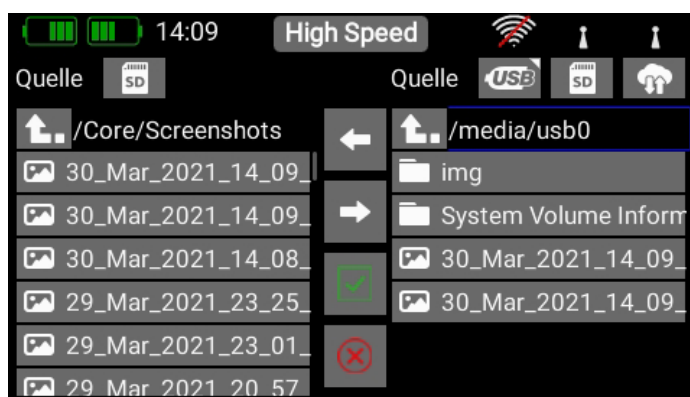 14:09 High Speed
Quelle SD Quelle USB SD
/Core/Screenshots /media/usb0
30_Mar_2021_14_09_ img
30_Mar_2021_14_09_ System Volume Inform
30_Mar_2021_14_08_ 30_Mar_2021_14_09_
29_Mar_2021_23_25_ 30_Mar_2021_14_09_
29_Mar_2021_23_01_
29_Mar_2021_20_57_